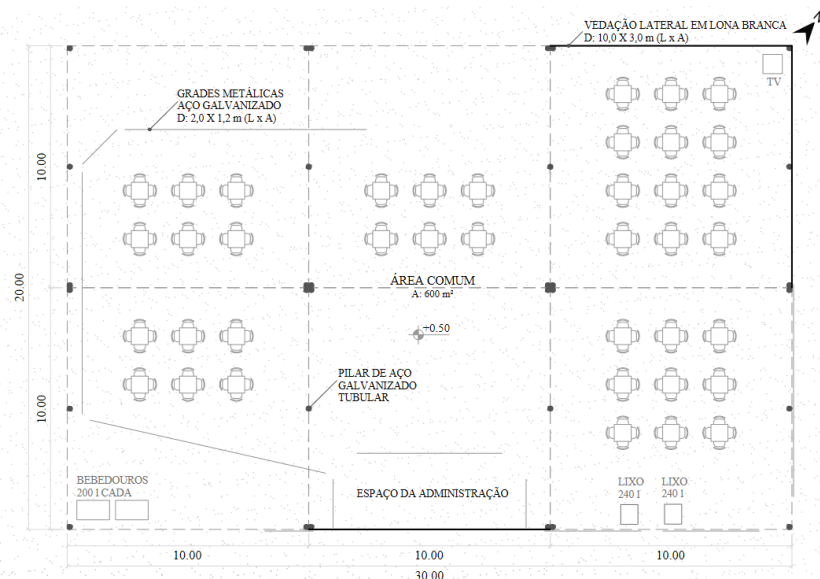 VEDAÇÃO LATERAL EM LONA BRANCA
D: 10,0 X 3,0 m (L x A)
N
TV
GRADES METÁLICAS
AÇO GALVANIZADO
D: 2,0 X 1,2 m (L x A)
10.00
20.00
10.00
ÁREA COMUM
A: 600 m²
+0.50
PILAR DE AÇO
GALVANIZADO
TUBULAR
BEBEDOUROS
200 l CADA
ESPAÇO DA ADMINISTRAÇÃO
LIXO
240 l
LIXO
240 l
10.00
10.00
10.00
30.00